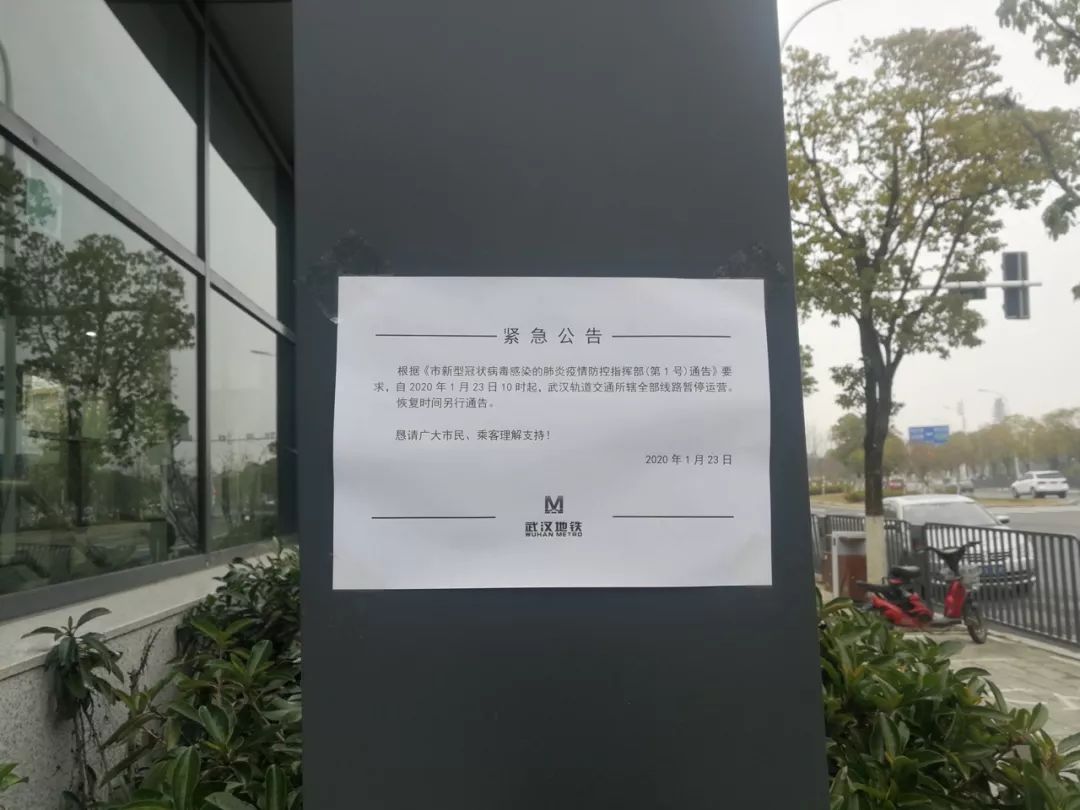 紧急公告
根据《市新型冠状病毒感染的肺炎疫情防控指挥部(第1号)通告》要
求，自2020年1月23日10时起，武汉轨道交通所辖全部线路暂停运营。
恢复时间另行通告。
恳请广大市民、乘客理解支持！
2020年1月23日
武汉地铁
WUHAN METRO